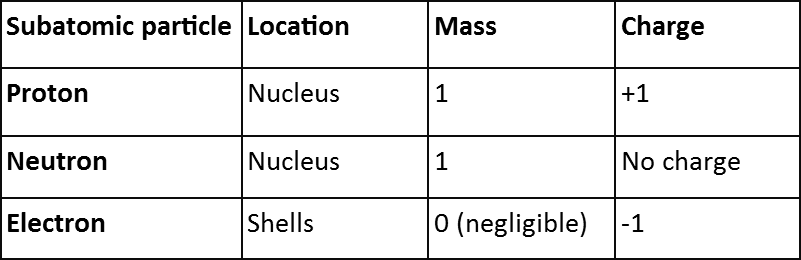 Subatomic particle Location Mass Charge
Proton Nucleus 1 +1
Neutron Nucleus 1 No charge
Electron Shells 0 (negligible) -1